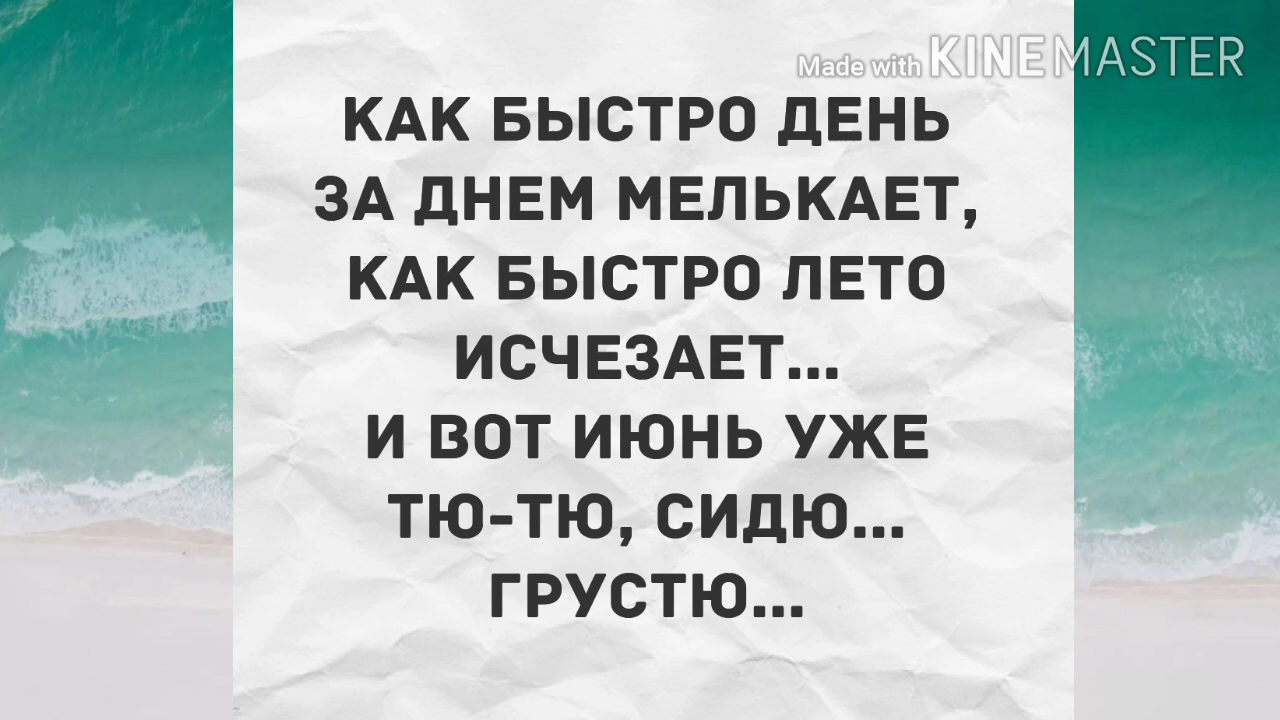 Made with KINEMASTER
КАК БЫСТРО ДЕНЬ
ЗА ДНЕМ МЕЛЬКАЕТ,
КАК БЫСТРО ЛЕТО
ИСЧЕЗАЕТ...
И ВОТ ИЮНЬ УЖЕ
ТЮ-ТЮ, СИДЮ...
ГРУСТЮ...